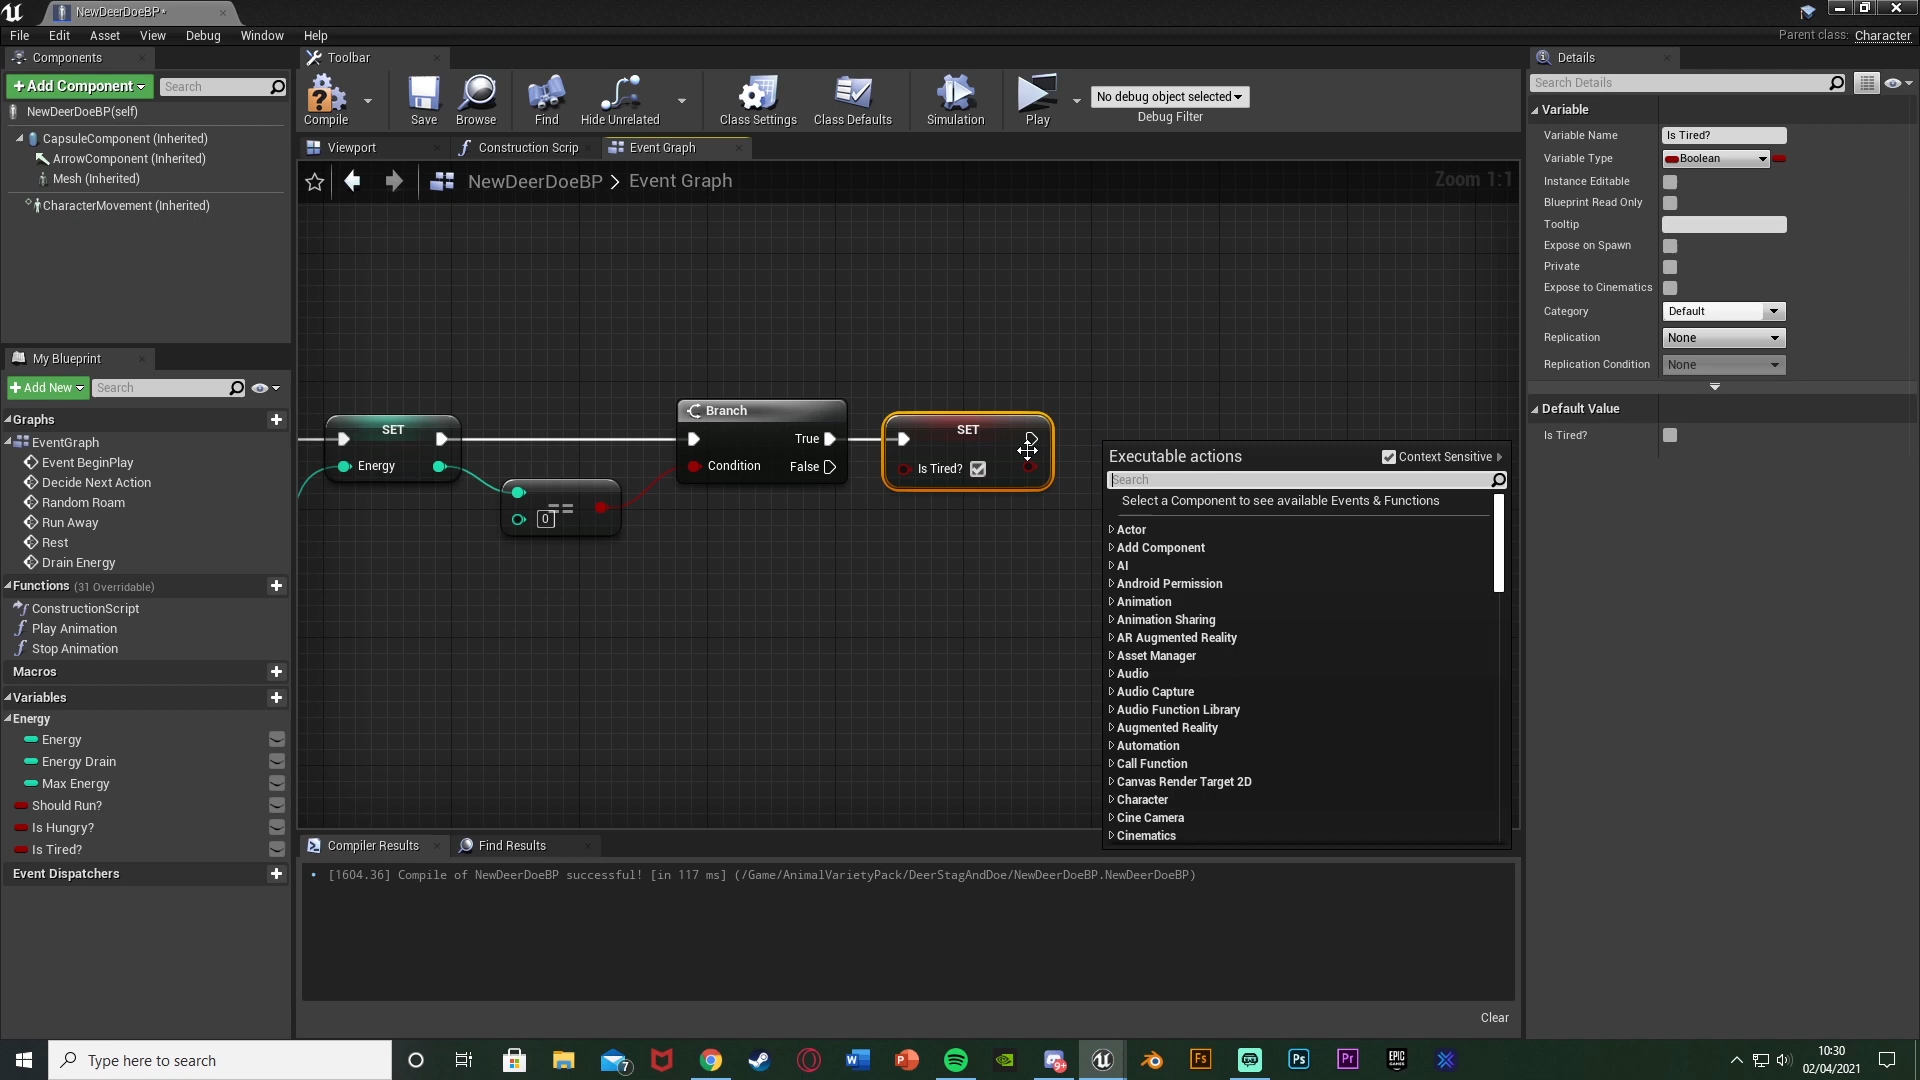 NewDeerDoeBP*
File Edit Asset View Debug Window Help
Parent class: Character
Components
+ Add Component
Search
NewDeerDoeBP(self)
CapsuleComponent (Inherited)
ArrowComponent (Inherited)
Mesh (Inherited)
CharacterMovement (Inherited)
My Blueprint
+ Add New
Search
Graphs
EventGraph
Event BeginPlay
Decide Next Action
Random Roam
Run Away
Rest
Drain Energy
Functions (31 Overridable)
ConstructionScript
Play Animation
Stop Animation
Macros
Variables
Energy
Energy
Energy Drain
Max Energy
Should Run?
Is Hungry?
Is Tired?
Event Dispatchers
Toolbar
Compile
Save
Browse
Find
Hide Unrelated
Class Settings
Class Defaults
Simulation
Play
No debug object selected
Debug Filter
Viewport
Construction Scrip
Event Graph
NewDeerDoeBP > Event Graph
Zoom 1:1
SET
Energy
==
0
Branch
True
Condition
False
SET
Is Tired?
Executable actions
Context Sensitive
Search
Select a Component to see available Events & Functions
Actor
Add Component
AI
Android Permission
Animation
Animation Sharing
AR Augmented Reality
Asset Manager
Audio
Audio Capture
Audio Function Library
Augmented Reality
Automation
Call Function
Canvas Render Target 2D
Character
Cine Camera
Cinematics
Compiler Results
Find Results
[1604.36] Compile of NewDeerDoeBP successful! [in 117 ms] (/Game/AnimalVarietyPack/DeerStagAndDoe/NewDeerDoeBP.NewDeerDoeBP)
Clear
Details
Search Details
Variable
Variable Name Is Tired?
Variable Type Boolean
Instance Editable
Blueprint Read Only
Tooltip
Expose on Spawn
Private
Expose to Cinematics
Category Default
Replication None
Replication Condition None
Default Value
Is Tired?
Type here to search
7
W
P
9+
Fs
Ps
Pr
EPIC
GAMES
10:30
02/04/2021